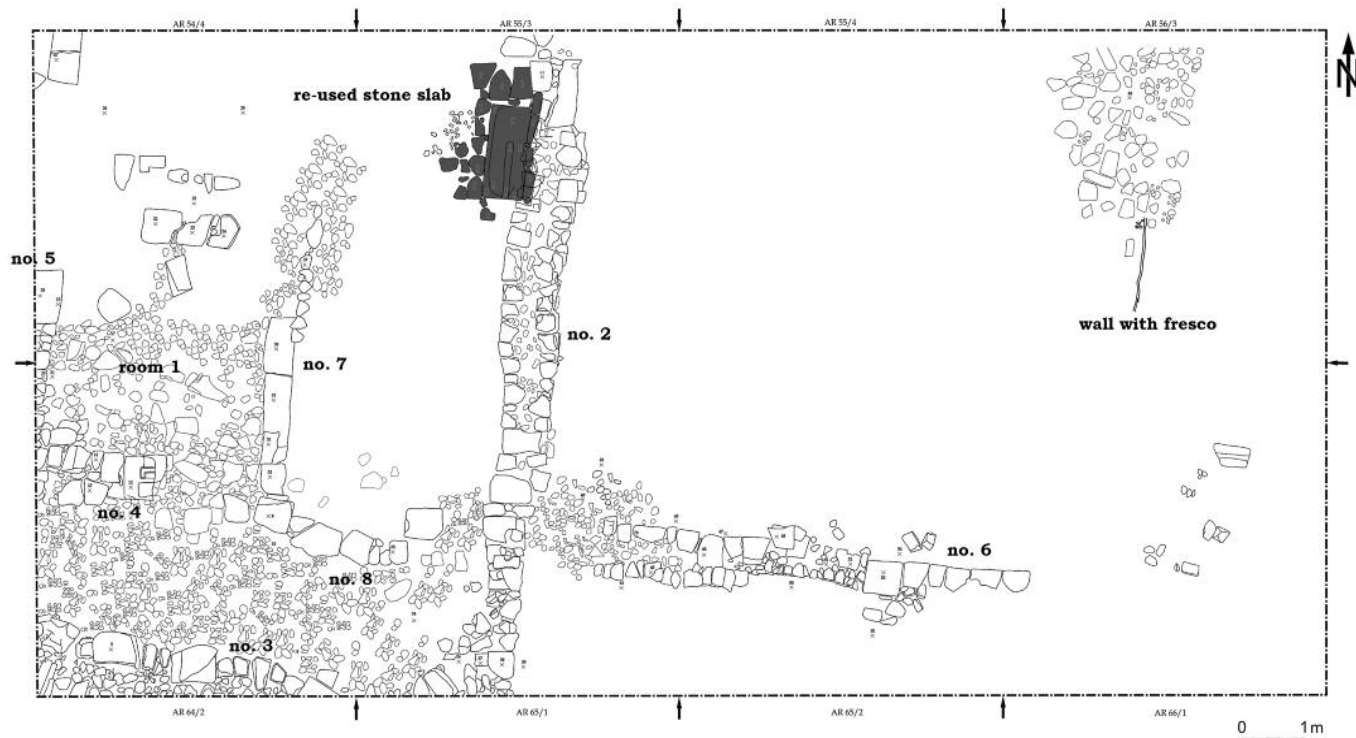 AR 54/4
AR 55/3
AR 55/4
AR 56/3
N
re-used stone slab
no. 5
wall with fresco
no. 2
room 1
no. 7
no. 4
no. 6
no. 8
no. 3
AR 64/2
AR 65/1
AR 65/2
AR 66/1
0 1m